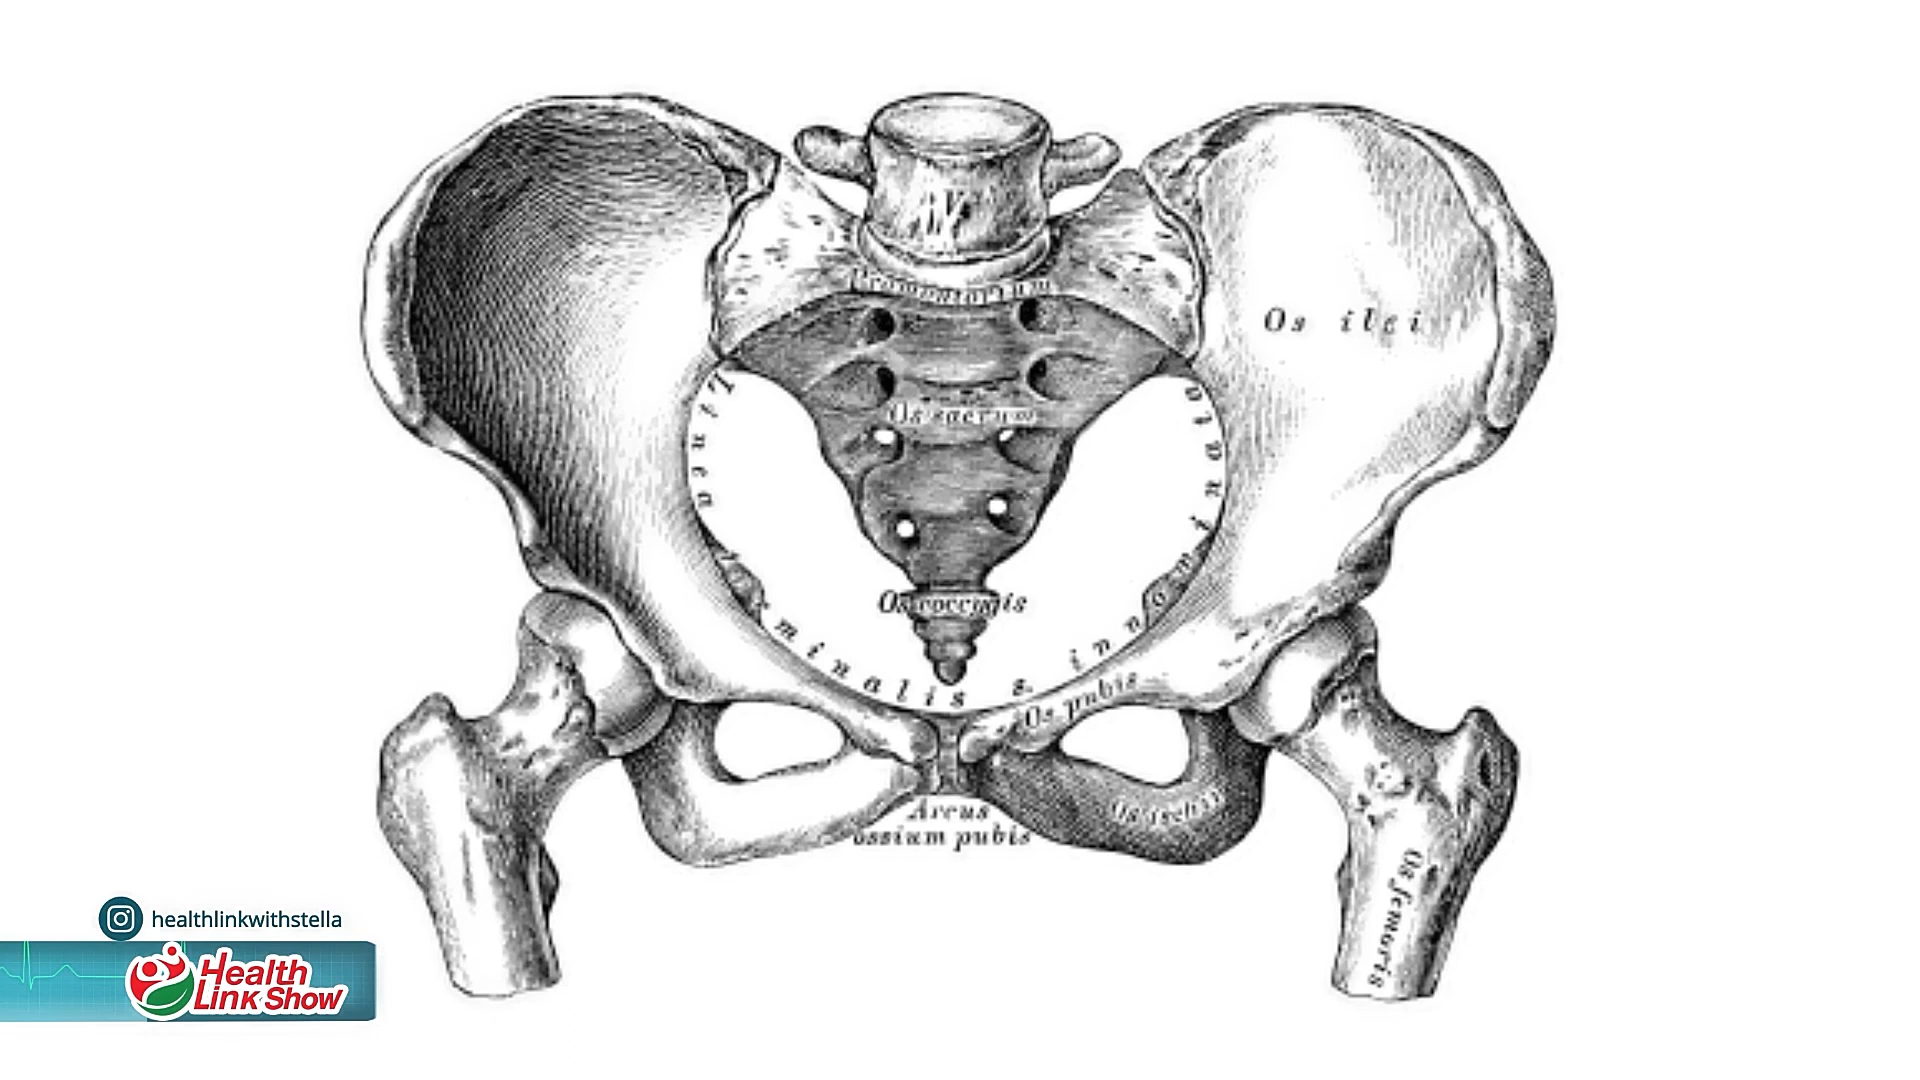 V
Promontorium
Os ilei
Os sacrum
Linea terminalis s. innominata
Os coccygis
Os pubis
Arcus
ossium pubis
Os ischii
Os femoris
healthlinkwithstella
Health
Link Show